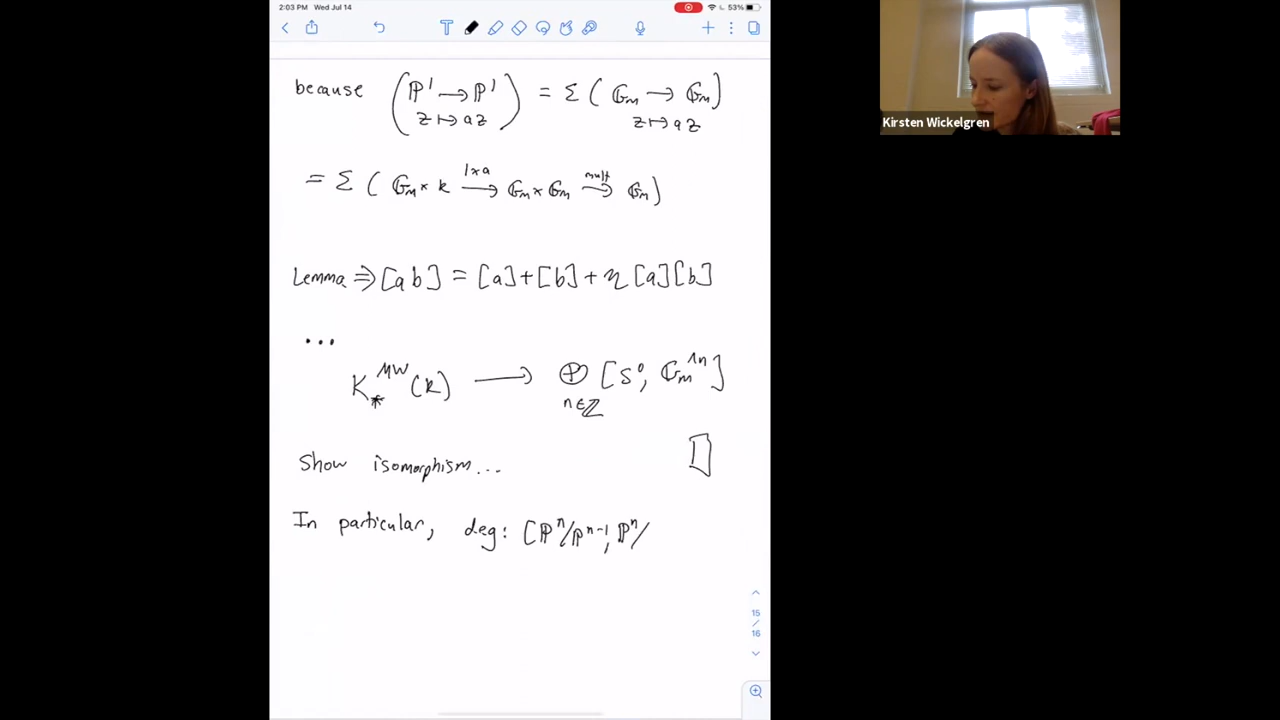 2:03 PM Wed Jul 14
53%
because ( ℙ¹ → ℙ¹ ) = Σ ( 𝔾m → 𝔾m )
z ↦ az z ↦ az
= Σ ( 𝔾m × k →^{1×a} 𝔾m × 𝔾m →^{mult} 𝔾m )
Lemma ⇒ [ab] = [a] + [b] + η [a][b]
...
K_*^{MW}(k) → ⊕_{n∈ℤ} [S⁰, 𝔾m^{∧n}]
Show isomorphism... □
In particular, deg: [ℙⁿ/ℙⁿ⁻¹, ℙⁿ/
15
/
16
T
Kirsten Wickelgren